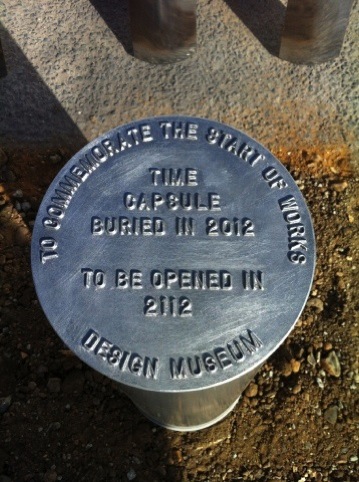 TO COMMEMORATE THE START OF WORKS
TIME
CAPSULE
BURIED IN 2012
TO BE OPENED IN
2112
DESIGN MUSEUM